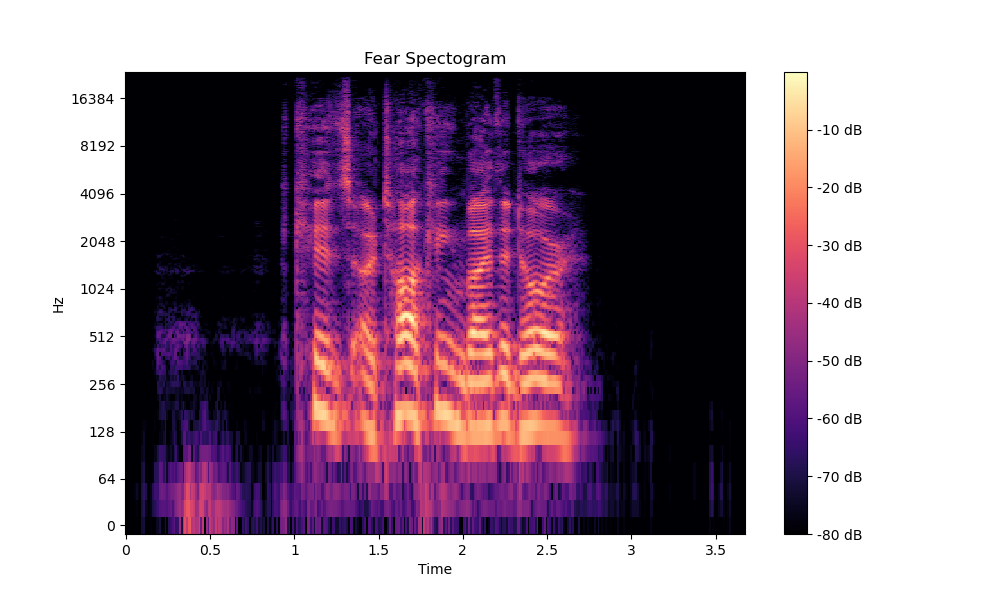 Fear Spectogram
16384
8192
4096
2048
1024
512
256
128
64
0
Hz
0 0.5 1 1.5 2 2.5 3 3.5
Time
-10 dB
-20 dB
-30 dB
-40 dB
-50 dB
-60 dB
-70 dB
-80 dB